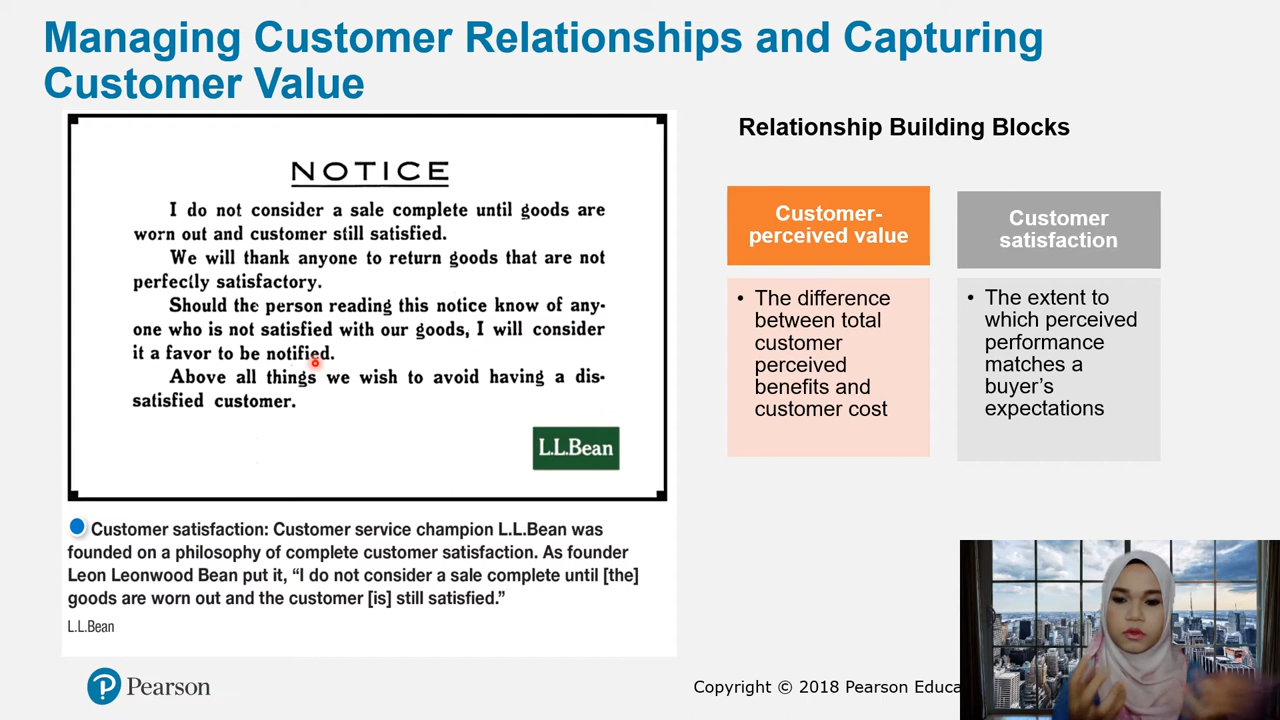 Managing Customer Relationships and Capturing
Customer Value
NOTICE
I do not consider a sale complete until goods are
worn out and customer still satisfied.
We will thank anyone to return goods that are not
perfectly satisfactory.
Should the person reading this notice know of any-
one who is not satisfied with our goods, I will consider
it a favor to be notified.
Above all things we wish to avoid having a dis-
satisfied customer.
L.L.Bean
Customer satisfaction: Customer service champion L.L.Bean was
founded on a philosophy of complete customer satisfaction. As founder
Leon Leonwood Bean put it, “I do not consider a sale complete until [the]
goods are worn out and the customer [is] still satisfied.”
L.L.Bean
Relationship Building Blocks
Customer-
perceived value
• The difference
between total
customer
perceived
benefits and
customer cost
Customer
satisfaction
• The extent to
which perceived
performance
matches a
buyer’s
expectations
Pearson
Copyright © 2018 Pearson